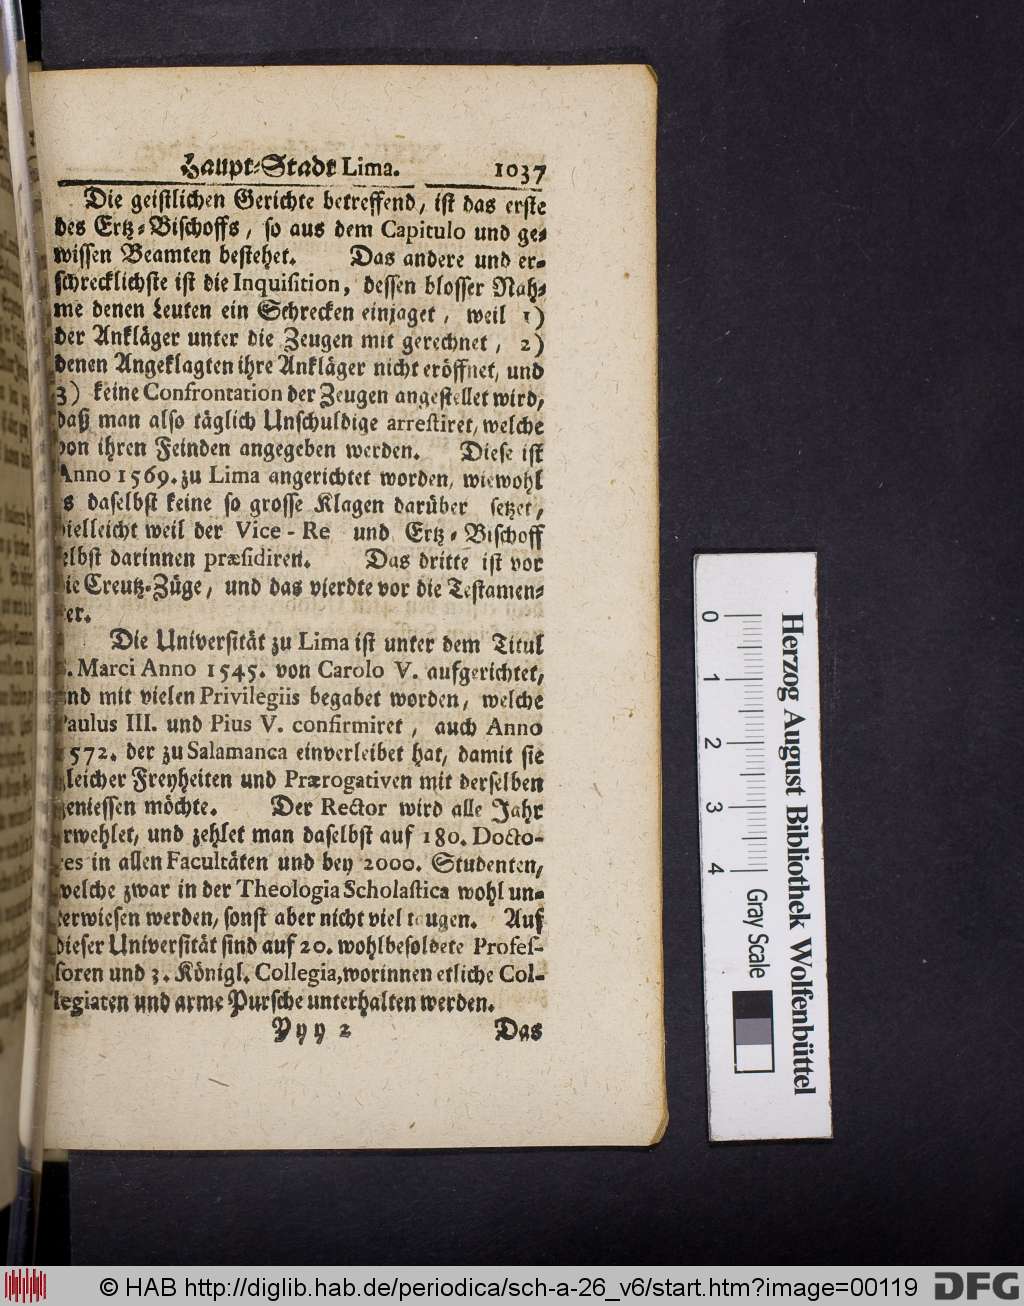 Haupt-Stadt Lima. 1037
Die geistlichen Gerichte betreffend, ist das erste
des Ertz-Bischoffs, so aus dem Capitulo und ge-
wissen Beamten bestehet. Das andere und er-
schrecklichste ist die Inquisition, dessen blosser Nah-
me denen Leuten ein Schrecken einjaget, weil 1)
der Ankläger unter die Zeugen mit gerechnet, 2)
denen Angeklagten ihre Ankläger nicht eröffnet, und
3) keine Confrontation der Zeugen angestellet wird,
daß man also täglich Unschuldige arrestiret, welche
von ihren Feinden angegeben werden. Diese ist
Anno 1569. zu Lima angerichtet worden, wiewohl
es daselbst keine so grosse Klagen darüber setzet,
vielleicht weil der Vice-Re und Ertz-Bischoff
selbst darinnen præsidiren. Das dritte ist vor
die Creutz-Züge, und das vierdte vor die Testamen-
ter.
Die Universität zu Lima ist unter dem Titul
S. Marci Anno 1545. von Carolo V. aufgerichtet,
und mit vielen Privilegiis begabet worden, welche
Paulus III. und Pius V. confirmiret, auch Anno
1572. der zu Salamanca einverleibet hat, damit sie
gleicher Freyheiten und Prærogativen mit derselben
geniessen möchte. Der Rector wird alle Jahr
erwehlet, und zehlet man daselbst auf 180. Docto-
res in allen Facultäten und bey 2000. Studenten,
welche zwar in der Theologia Scholastica wohl un-
terwiesen werden, sonst aber nicht viel taugen. Auf
dieser Universität sind auf 20. wohlbesoldete Profes-
soren und 3. Königl. Collegia, worinnen etliche Col-
legiaten und arme Pursche unterhalten werden.
Yyy 2 Das
0 1 2 3 4
Gray Scale
Herzog August Bibliothek Wolfenbüttel
© HAB http://diglib.hab.de/periodica/sch-a-26_v6/start.htm?image=00119 DFG